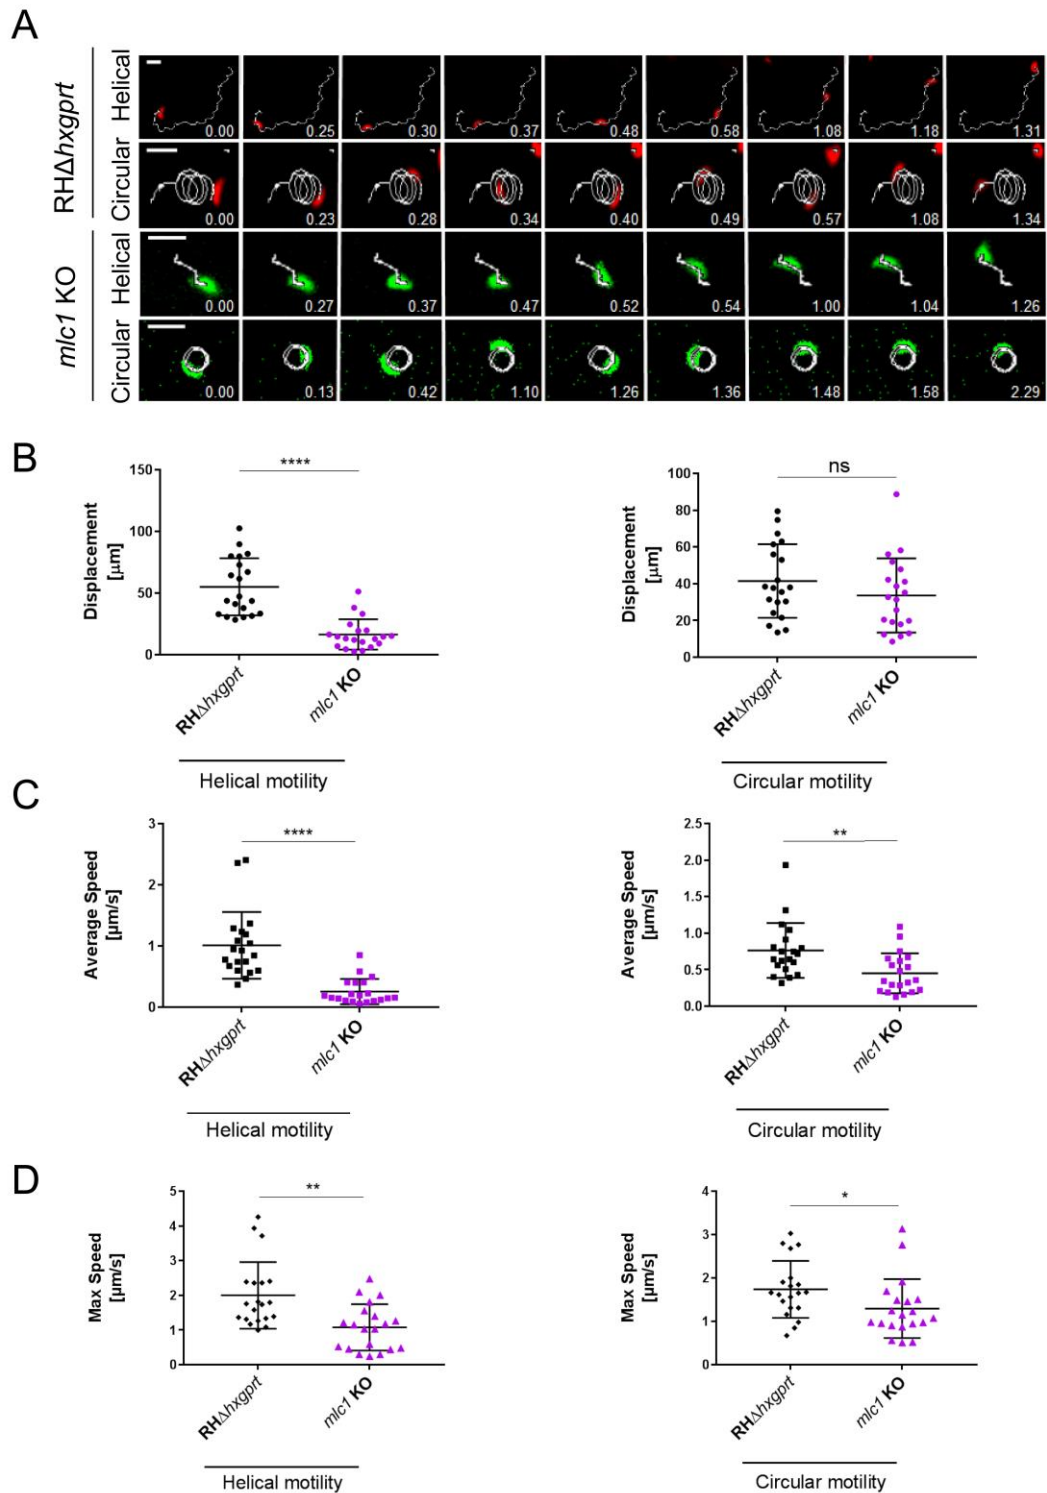 A
RHΔhxgprt
Helical
0.00 0.25 0.30 0.37 0.48 0.58 1.08 1.18 1.31
Circular
0.00 0.23 0.28 0.34 0.40 0.49 0.57 1.08 1.34
mlc1 KO
Helical
0.00 0.27 0.37 0.47 0.52 0.54 1.00 1.04 1.26
Circular
0.00 0.13 0.42 1.10 1.26 1.36 1.48 1.58 2.29
B
Displacement
[µm]
150
100
50
0
****
RHΔhxgprt
mlc1 KO
Helical motility
Displacement
[µm]
100
80
60
40
20
0
ns
RHΔhxgprt
mlc1 KO
Circular motility
C
Average Speed
[µm/s]
3
2
1
0
****
RHΔhxgprt
mlc1 KO
Helical motility
Average Speed
[µm/s]
2.5
2.0
1.5
1.0
0.5
0.0
**
RHΔhxgprt
mlc1 KO
Circular motility
D
Max Speed
[µm/s]
5
4
3
2
1
0
**
RHΔhxgprt
mlc1 KO
Helical motility
Max Speed
[µm/s]
4
3
2
1
0
*
RHΔhxgprt
mlc1 KO
Circular motility